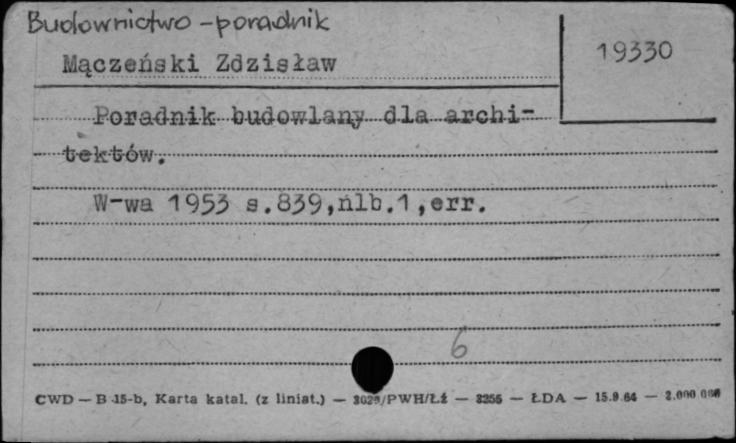 Budownictwo - poradnik
19330
Mączeński Zdzisław
Poradnik budowlany dla archi-
tektów.
W-wa 1953 s.839,nlb.1,err.
6
CWD — B 15-b, Karta katal. (z liniat.) — /PWH/Łź — 3255 — ŁDA — 15.9.64 — 2.000.000